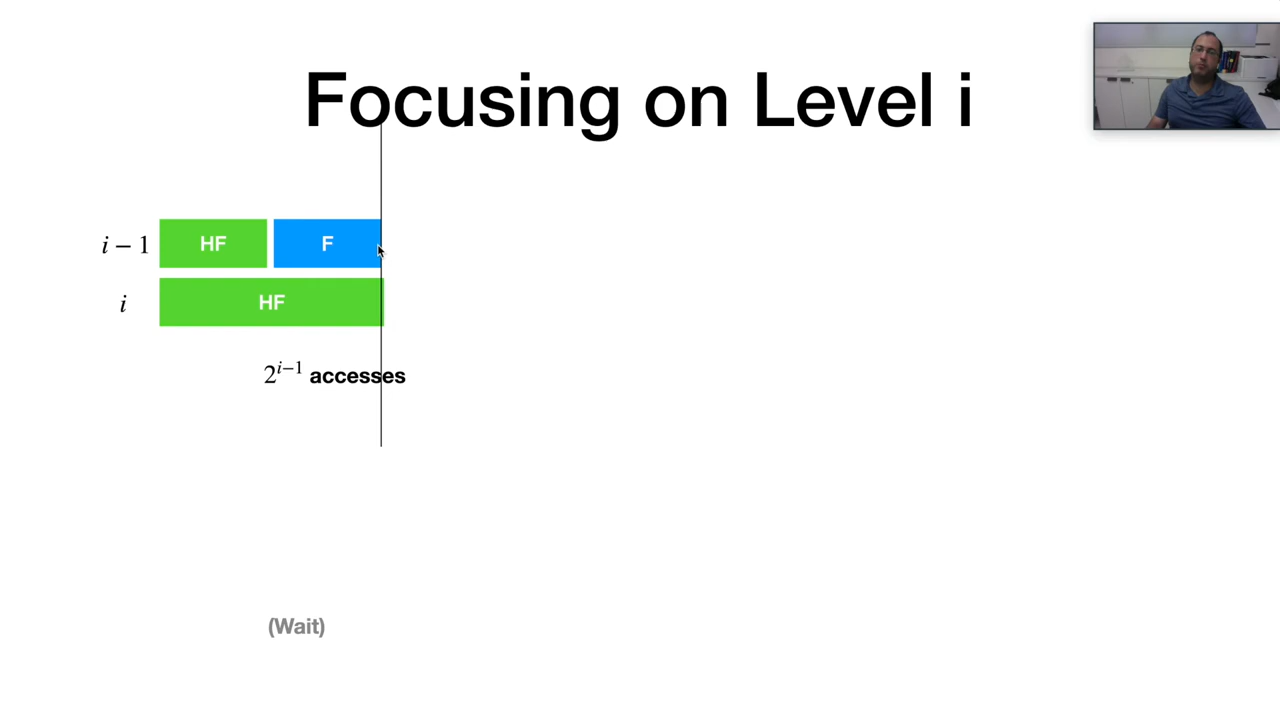 Focusing on Level i
i − 1 HF F
i HF
2^{i−1} accesses
(Wait)